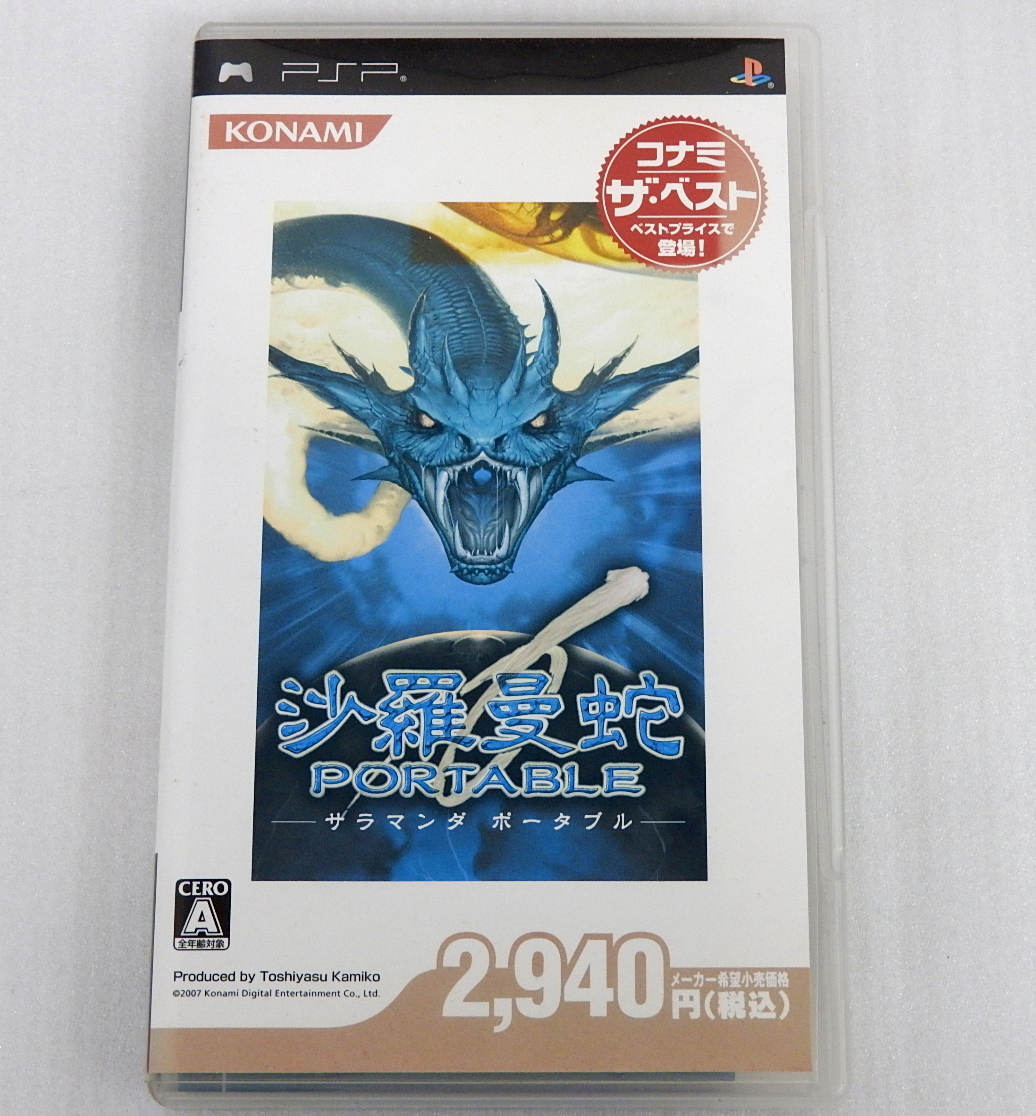 PSP®
KONAMI
コナミ
ザ・ベスト
ベストプライスで
登場!
沙羅曼蛇
PORTABLE
サラマンダ ポータブル
CERO
A
全年齢対象
Produced by Toshiyasu Kamiko
©2007 Konami Digital Entertainment Co., Ltd.
2,940
メーカー希望小売価格
円(税込)